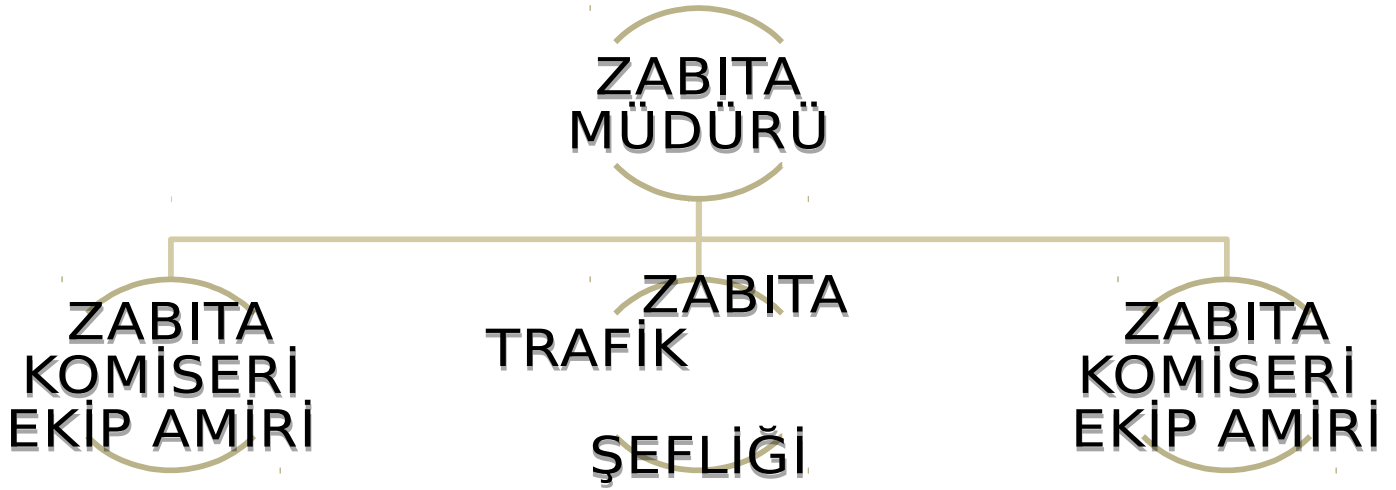 ZABITA
MÜDÜRÜ
ZABITA
KOMİSERİ
EKİP AMİRİ
ZABITA
TRAFİK
ŞEFLİĞİ
ZABITA
KOMİSERİ
EKİP AMİRİ